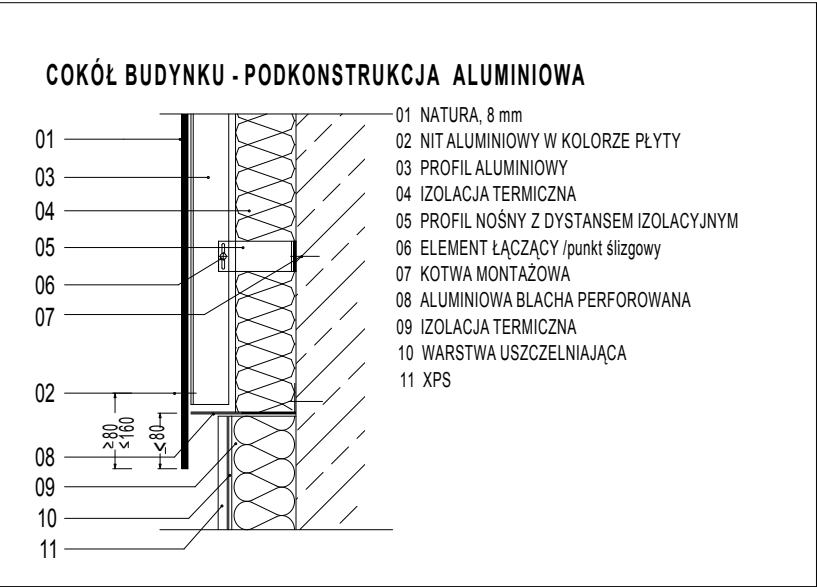 COKÓŁ BUDYNKU - PODKONSTRUKCJA ALUMINIOWA
01
03
04
05
06
07
02
08
09
10
11
≥80
≤160
≤80
01 NATURA, 8 mm
02 NIT ALUMINIOWY W KOLORZE PŁYTY
03 PROFIL ALUMINIOWY
04 IZOLACJA TERMICZNA
05 PROFIL NOŚNY Z DYSTANSEM IZOLACYJNYM
06 ELEMENT ŁĄCZĄCY /punkt ślizgowy
07 KOTWA MONTAŻOWA
08 ALUMINIOWA BLACHA PERFOROWANA
09 IZOLACJA TERMICZNA
10 WARSTWA USZCZELNIAJĄCA
11 XPS